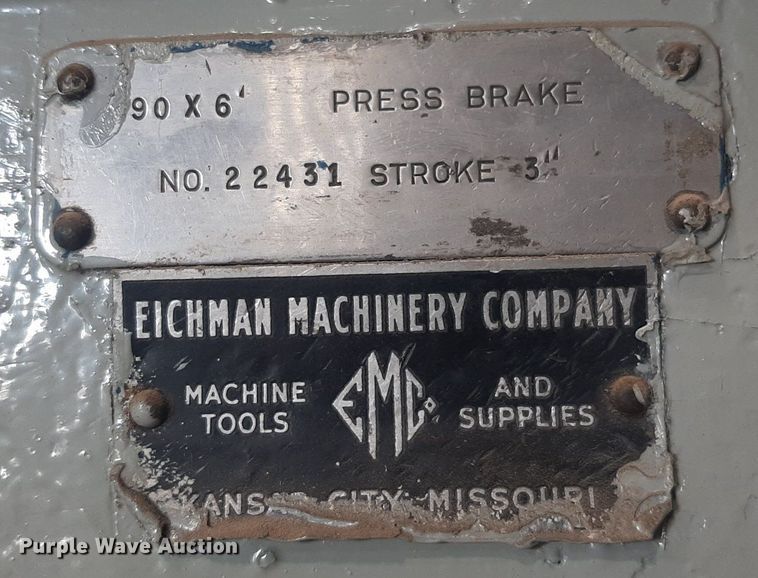 90 X 6' PRESS BRAKE
NO. 22431 STROKE 3"
EICHMAN MACHINERY COMPANY
MACHINE TOOLS
EMCo.
AND SUPPLIES
KANSAS CITY, MISSOURI
Purple Wave Auction